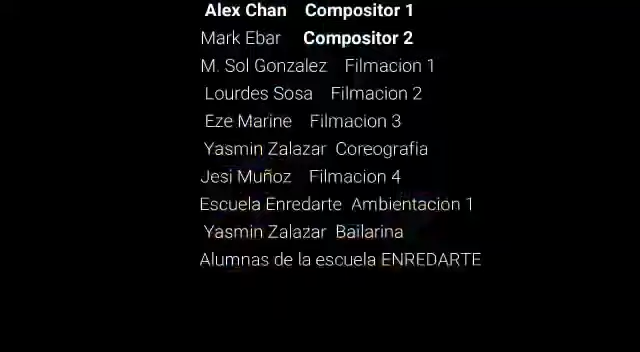 Alex Chan Compositor 1
Mark Ebar Compositor 2
M. Sol Gonzalez Filmacion 1
Lourdes Sosa Filmacion 2
Eze Marine Filmacion 3
Yasmin Zalazar Coreografia
Jesi Muñoz Filmacion 4
Escuela Enredarte Ambientacion 1
Yasmin Zalazar Bailarina
Alumnas de la escuela ENREDARTE